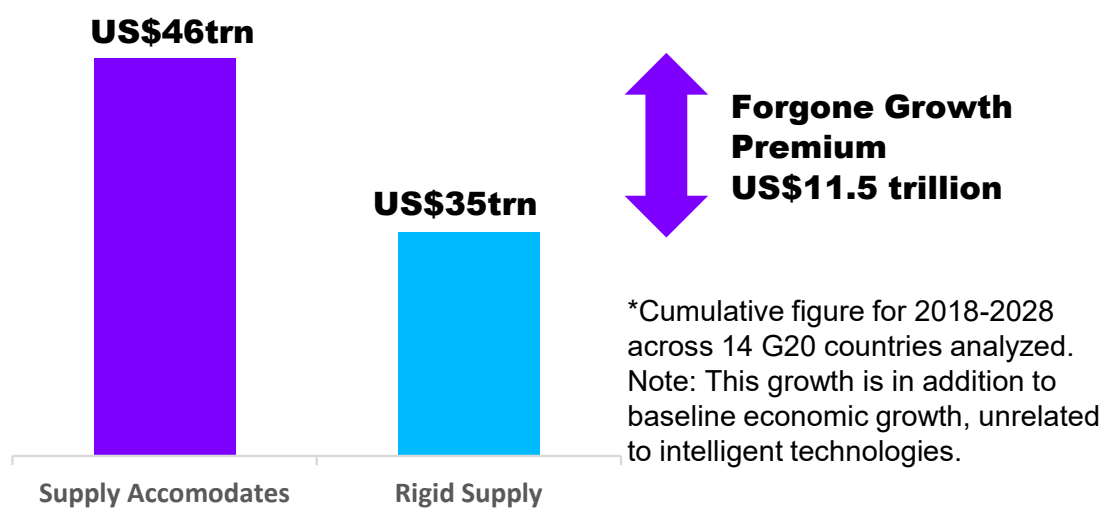 US$46trn
US$35trn
Forgone Growth
Premium
US$11.5 trillion
*Cumulative figure for 2018-2028
across 14 G20 countries analyzed.
Note: This growth is in addition to
baseline economic growth, unrelated
to intelligent technologies.
Supply Accomodates
Rigid Supply